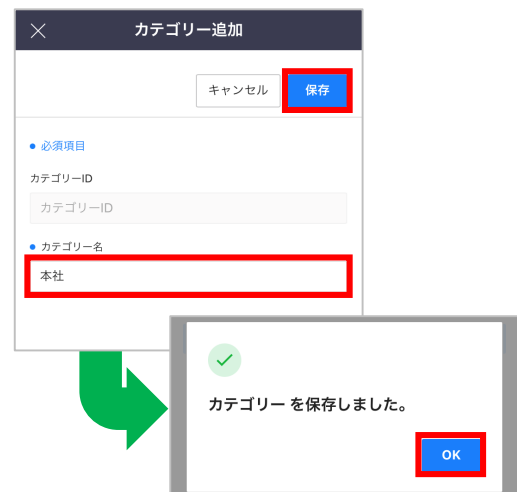 カテゴリー追加
キャンセル
保存
必須項目
カテゴリーID
カテゴリーID
カテゴリー名
本社
カテゴリー を保存しました。
OK